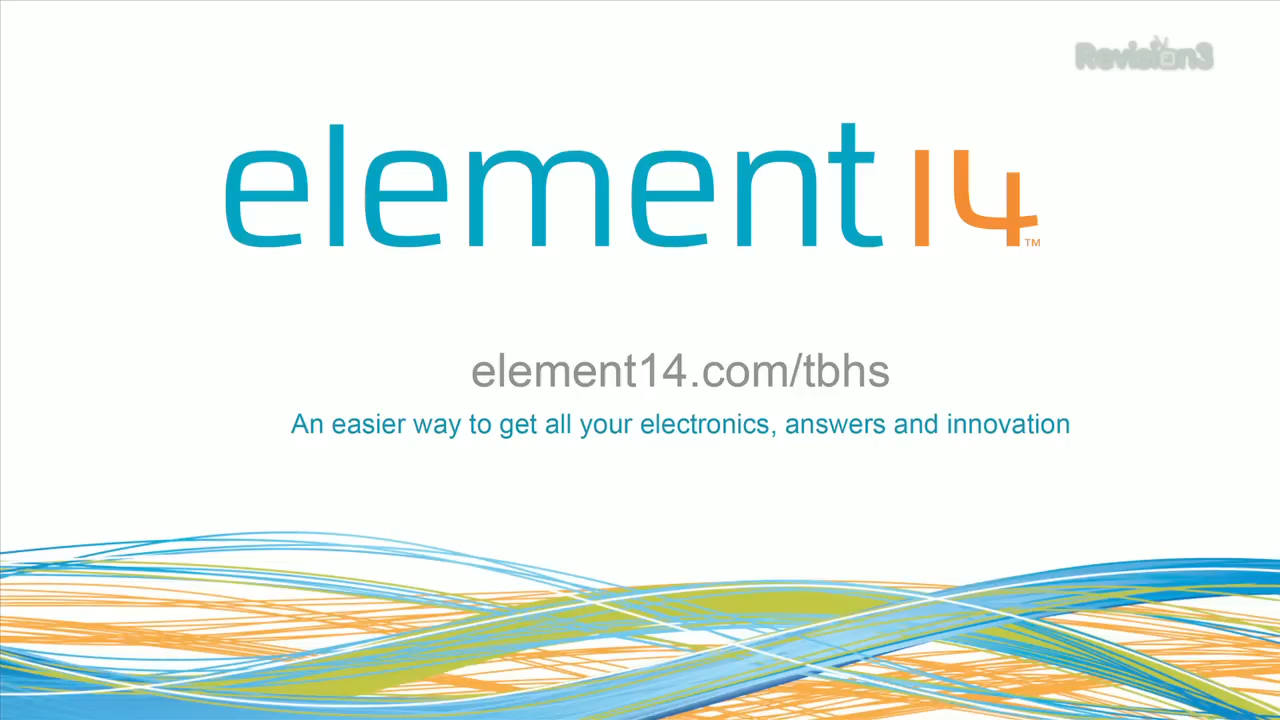 Revision3
element14™
element14.com/tbhs
An easier way to get all your electronics, answers and innovation